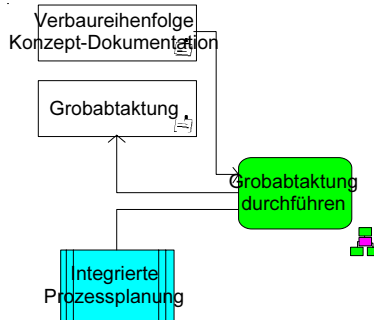 Verbaureihenfolge
Konzept-Dokumentation
Grobabtaktung
Grobabtaktung
durchführen
Integrierte
Prozessplanung